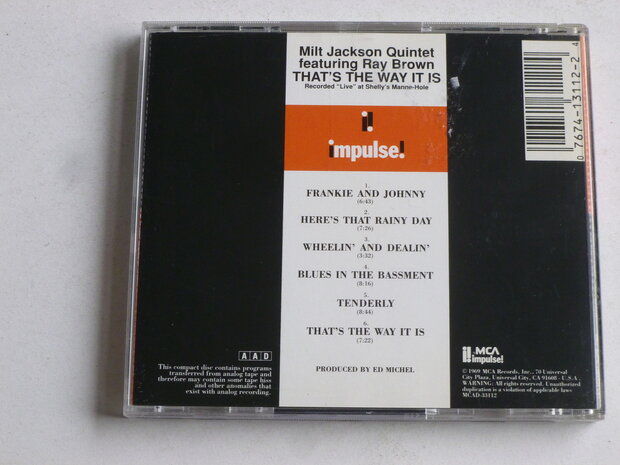 Milt Jackson Quintet
featuring Ray Brown
THAT'S THE WAY IT IS
Recorded "Live" at Shelly's Manne-Hole
i!
impulse!
1.
FRANKIE AND JOHNNY
(6:43)
2.
HERE'S THAT RAINY DAY
(7:26)
3.
WHEELIN' AND DEALIN'
(3:32)
4.
BLUES IN THE BASSMENT
(8:16)
5.
TENDERLY
(8:44)
6.
THAT'S THE WAY IT IS
(7:22)
PRODUCED BY ED MICHEL
0 7674-13112-2 4
A A D
This compact disc contains programs
transferred from analog tape and
therefore may contain some tape hiss
and other anomalies that
exist with analog recording.
i! MCA
impulse!
© 1969 MCA Records, Inc., 70 Universal
City Plaza, Universal City, CA 91608 - U.S.A.
WARNING: All rights reserved. Unauthorized
duplication is a violation of applicable laws
MCAD-33112